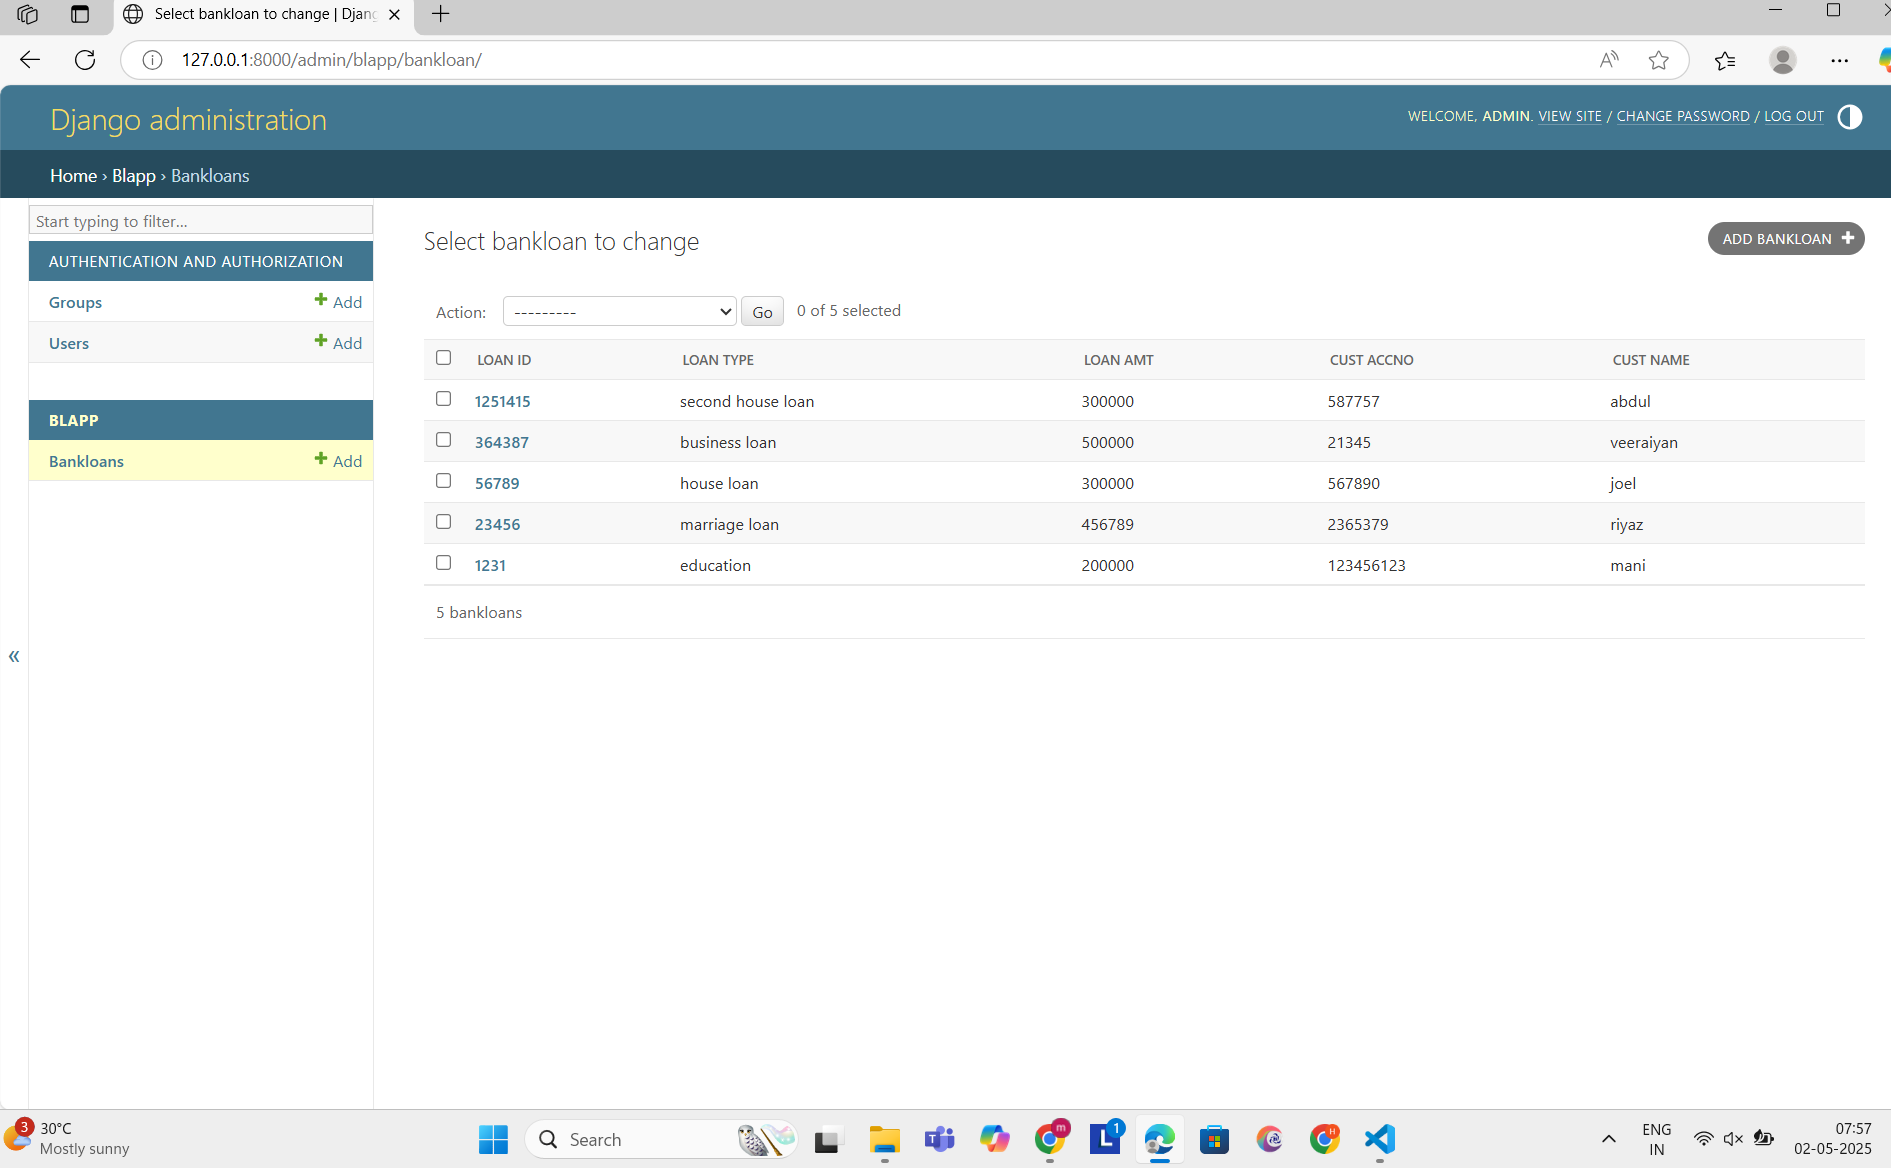 Select bankloan to change | Djang
127.0.0.1:8000/admin/blapp/bankloan/
Django administration
WELCOME, ADMIN. VIEW SITE / CHANGE PASSWORD / LOG OUT
Home › Blapp › Bankloans
Start typing to filter...
AUTHENTICATION AND AUTHORIZATION
Groups + Add
Users + Add
BLAPP
Bankloans + Add
«
Select bankloan to change
ADD BANKLOAN +
Action: --------- Go 0 of 5 selected
LOAN ID LOAN TYPE LOAN AMT CUST ACCNO CUST NAME
1251415 second house loan 300000 587757 abdul
364387 business loan 500000 21345 veeraiyan
56789 house loan 300000 567890 joel
23456 marriage loan 456789 2365379 riyaz
1231 education 200000 123456123 mani
5 bankloans
3
30°C
Mostly sunny
Search
T
m
L
1
H
ENG
IN
07:57
02-05-2025